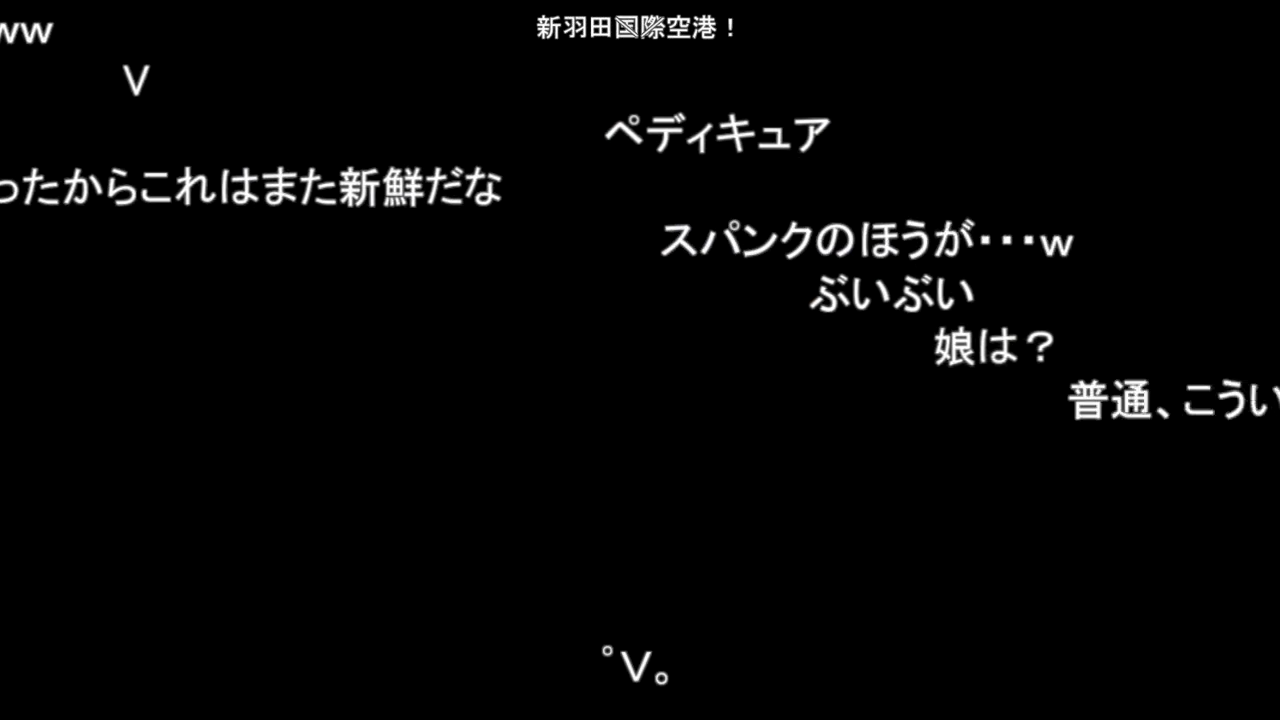 ww
新羽田国際空港！
V
ペディキュア
ったからこれはまた新鮮だな
スパンクのほうが・・・w
ぶいぶい
娘は？
普通、こうい
゜V。